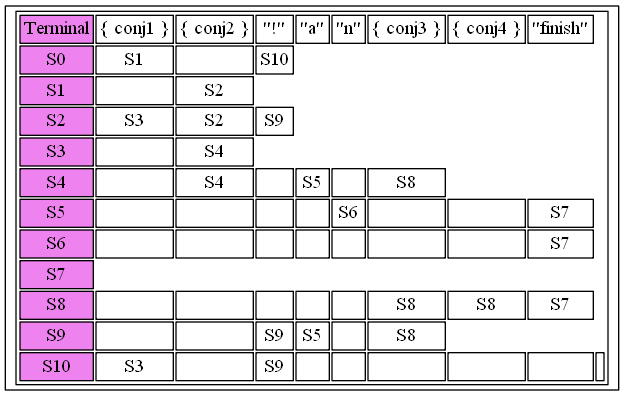 Terminal { conj1 } { conj2 } "!" "a" "n" { conj3 } { conj4 } "finish"
S0 S1 S10
S1 S2
S2 S3 S2 S9
S3 S4
S4 S4 S5 S8
S5 S6 S7
S6 S7
S7
S8 S8 S8 S7
S9 S9 S5 S8
S10 S3 S9